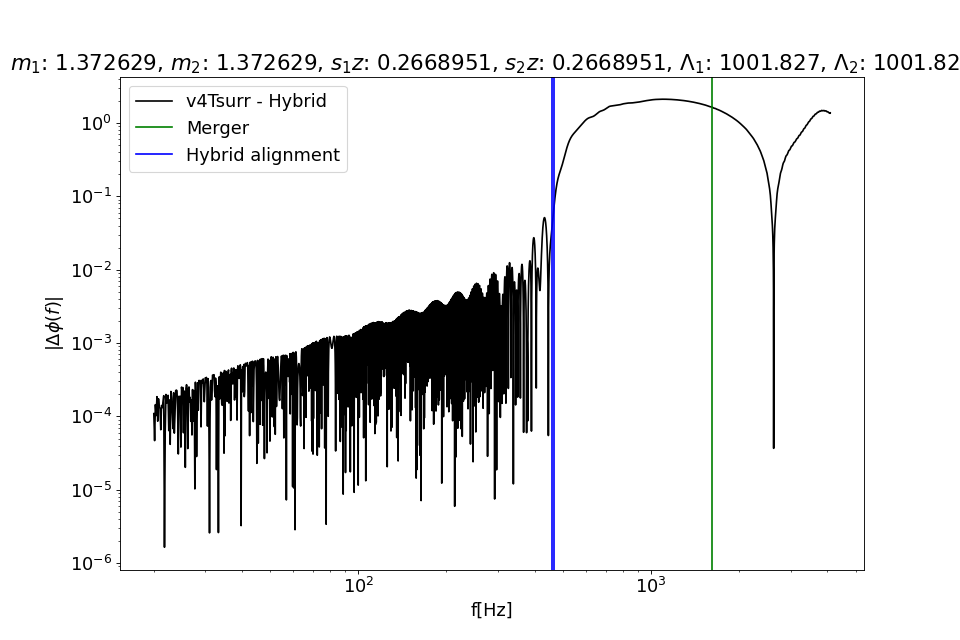 m₁: 1.372629, m₂: 1.372629, s₁z: 0.2668951, s₂z: 0.2668951, Λ₁: 1001.827, Λ₂: 1001.82
v4Tsurr - Hybrid
Merger
Hybrid alignment
10⁰
10⁻¹
10⁻²
10⁻³
10⁻⁴
10⁻⁵
10⁻⁶
|Δϕ(f)|
10² 10³
f[Hz]